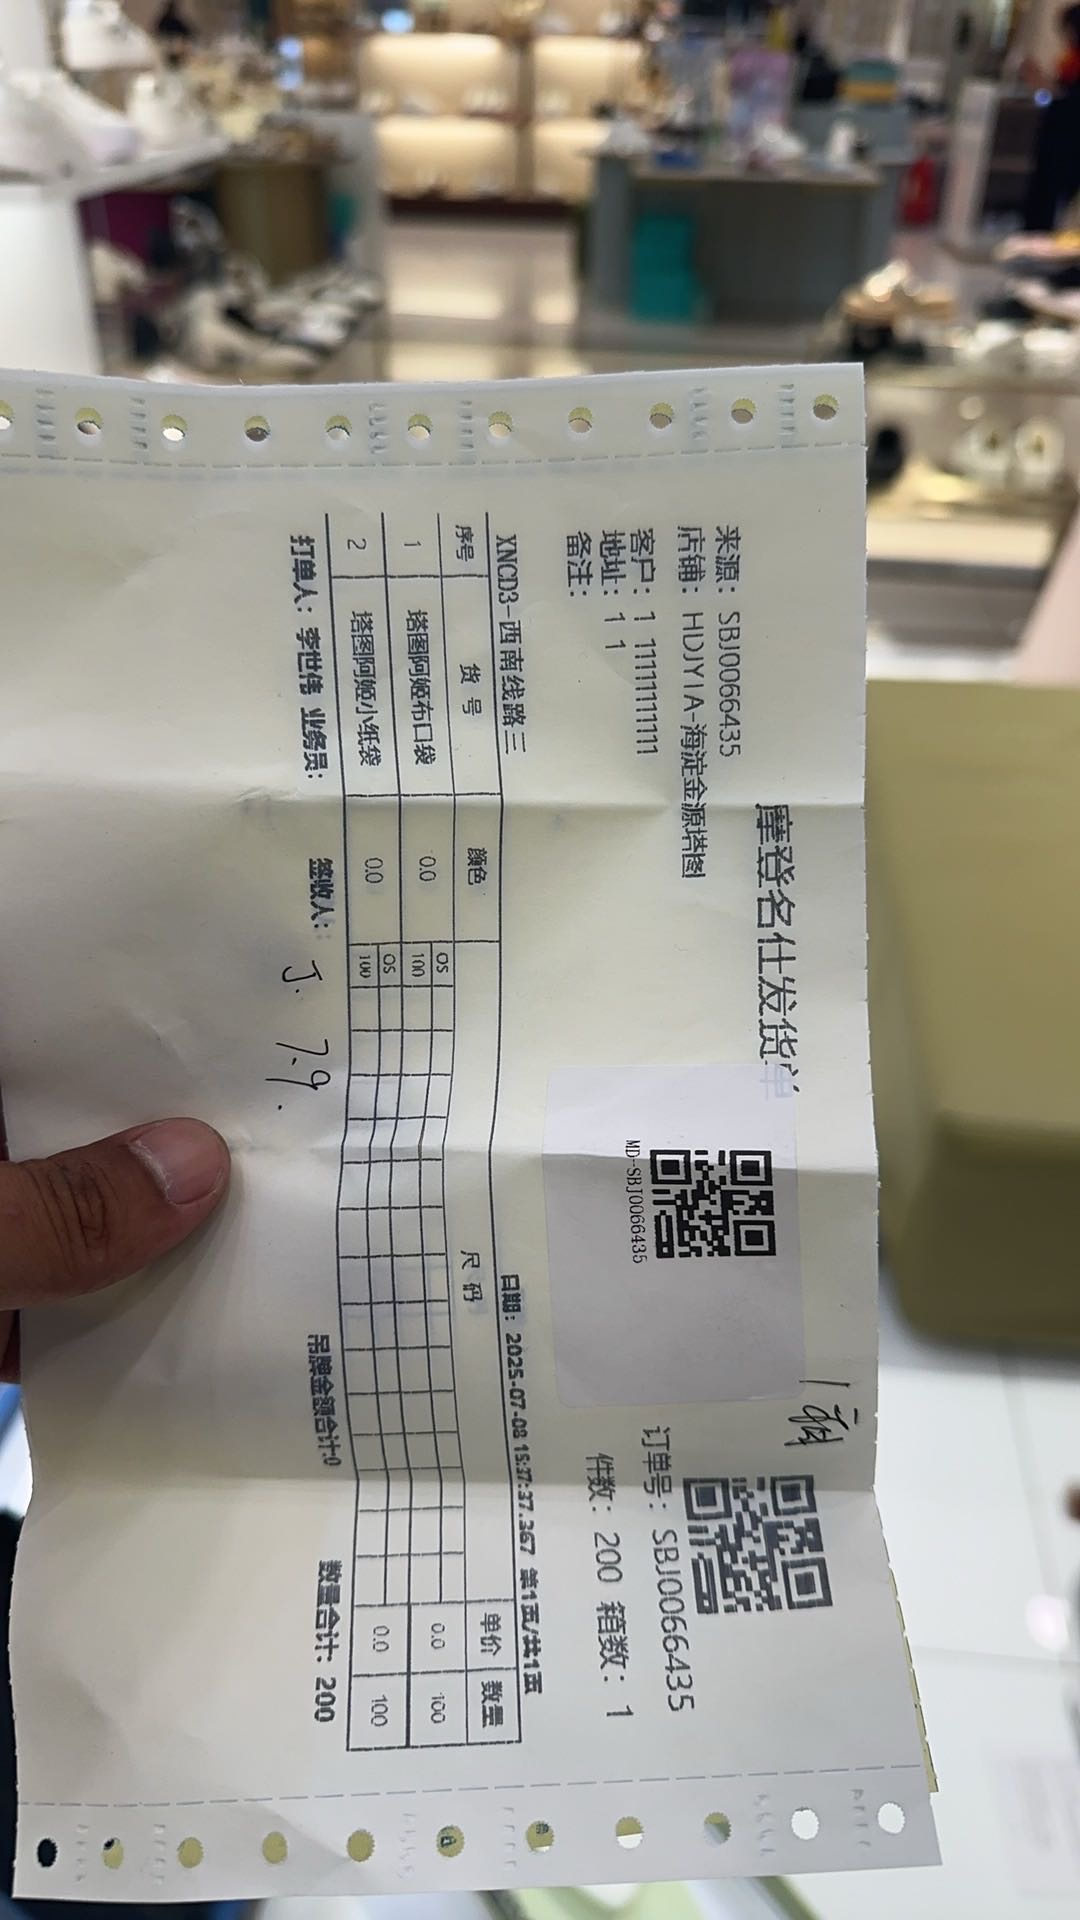 摩登名仕发货单
1箱
来源：SBJ0066435
店铺：HDJY1A-海淀金源塔图
客户：1 11111111111
地址：1 1
备注：
MD-SBJ0066435
订单号：SBJ0066435
件数：200 箱数：1
XNCD3-西南线路三 日期：2025-07-08 15:37:37.367 第1页/共1页
序号 货号 颜色 尺码 单价 数量
OS
1 塔图阿姬布口袋 0.0 100 0.0 100
OS
2 塔图阿姬小纸袋 0.0 100 0.0 100
打单人：李世伟 业务员： 签收人： 吊牌金额合计:0 数量合计：200
J. 7.9.